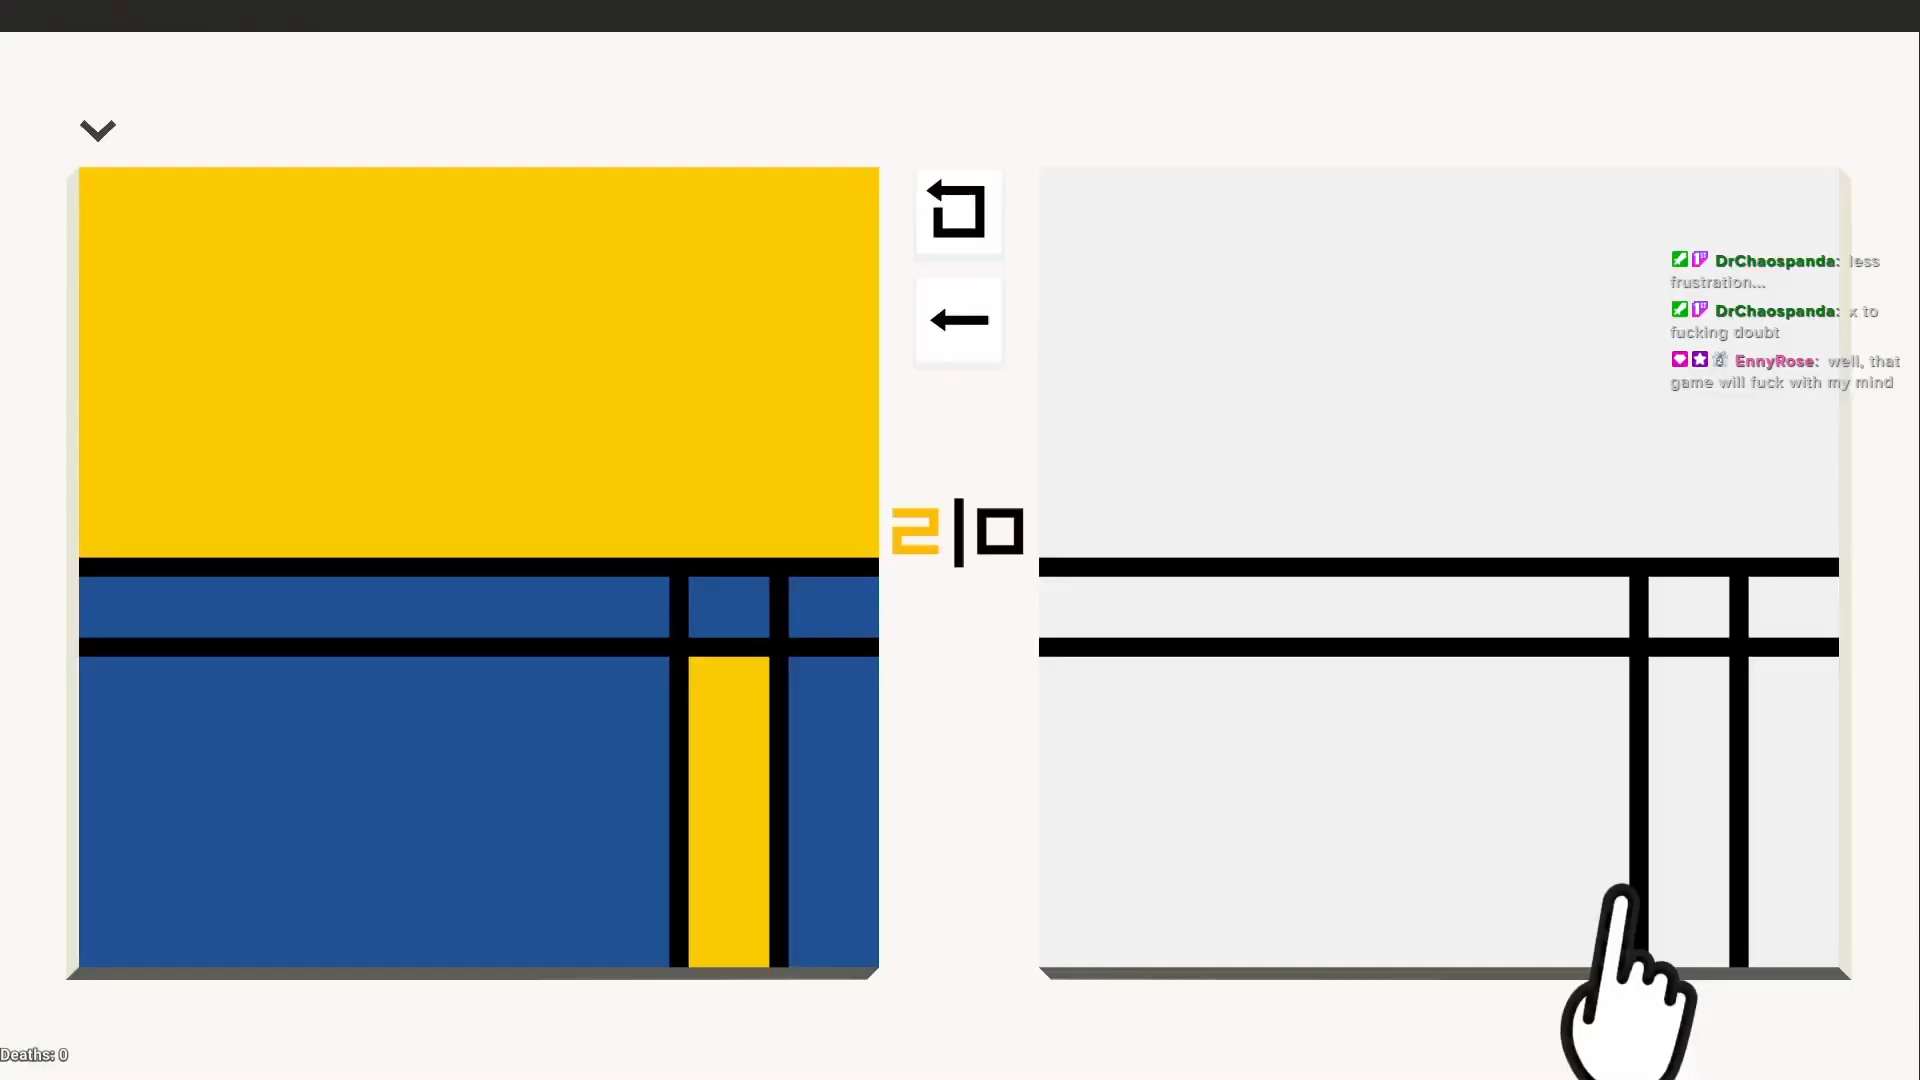 DrChaospanda: less
frustration...
DrChaospanda: x to
fucking doubt
EnnyRose: well, that
game will fuck with my mind
2|0
Deaths: 0